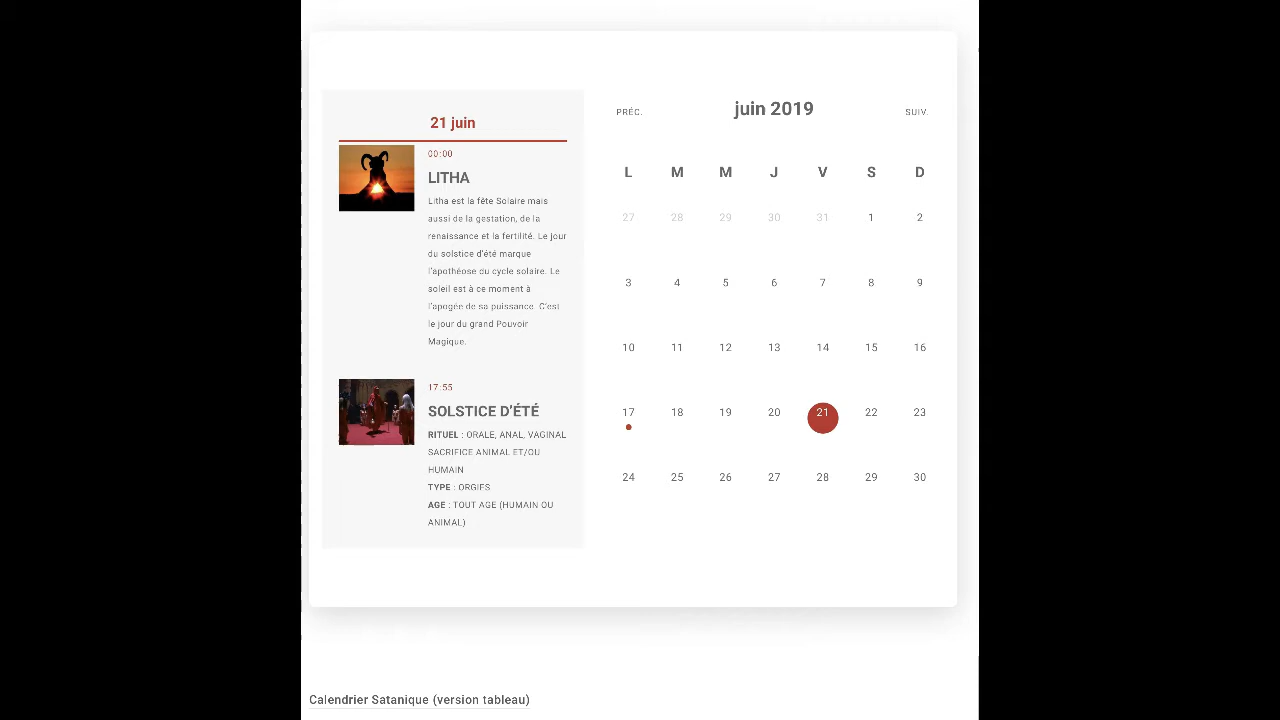 21 juin
00:00
LITHA
Litha est la fête Solaire mais
aussi de la gestation, de la
renaissance et la fertilité. Le jour
du solstice d'été marque
l'apothéose du cycle solaire. Le
soleil est à ce moment à
l'apogée de sa puissance. C'est
le jour du grand Pouvoir
Magique.
17:55
SOLSTICE D'ÉTÉ
RITUEL : ORALE, ANAL, VAGINAL
SACRIFICE ANIMAL ET/OU
HUMAIN
TYPE : ORGIFS
AGE : TOUT AGE (HUMAIN OU
ANIMAL)
PRÉC. juin 2019 SUIV.
L M M J V S D
27 28 29 30 31 1 2
3 4 5 6 7 8 9
10 11 12 13 14 15 16
17 18 19 20 21 22 23
24 25 26 27 28 29 30
Calendrier Satanique (version tableau)